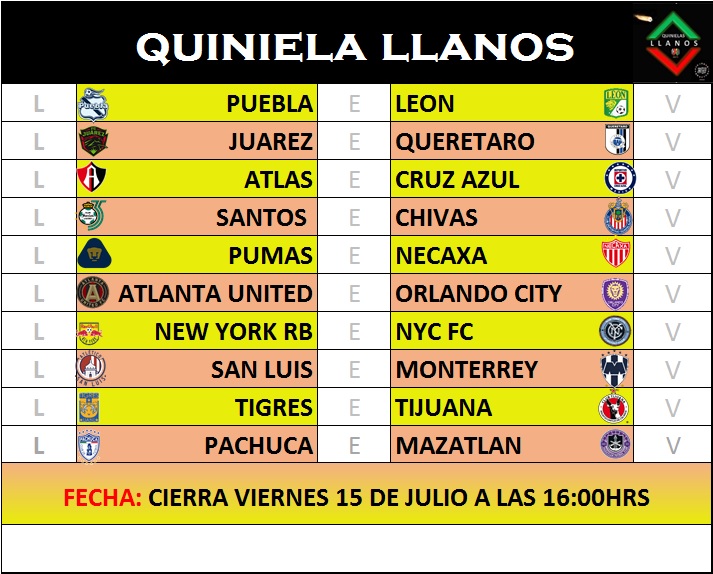 QUINIELA LLANOS
QUINIELAS
LLANOS
L PUEBLA E LEON V
L JUAREZ E QUERETARO V
L ATLAS E CRUZ AZUL V
L SANTOS E CHIVAS V
L PUMAS E NECAXA V
L ATLANTA UNITED E ORLANDO CITY V
L NEW YORK RB E NYC FC V
L SAN LUIS E MONTERREY V
L TIGRES E TIJUANA V
L PACHUCA E MAZATLAN V
FECHA: CIERRA VIERNES 15 DE JULIO A LAS 16:00HRS